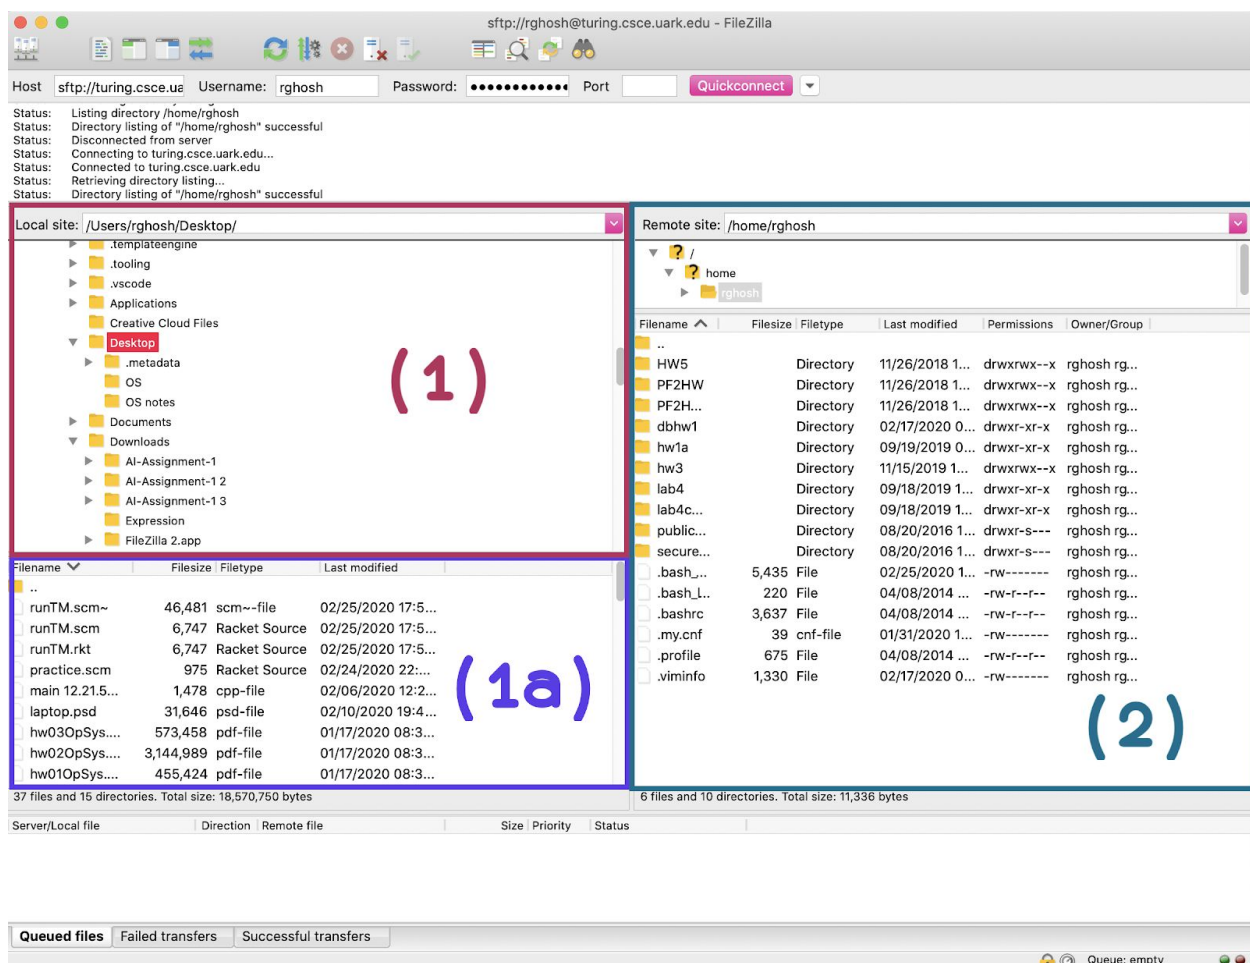 sftp://rghosh@turing.csce.uark.edu - FileZilla
Host sftp://turing.csce.ua Username: rghosh Password: •••••••••••• Port Quickconnect
Status: Listing directory /home/rghosh
Status: Directory listing of "/home/rghosh" successful
Status: Disconnected from server
Status: Connecting to turing.csce.uark.edu...
Status: Connected to turing.csce.uark.edu
Status: Retrieving directory listing...
Status: Directory listing of "/home/rghosh" successful
Local site: /Users/rghosh/Desktop/
.templateengine
.tooling
.vscode
Applications
Creative Cloud Files
Desktop
.metadata
OS
OS notes
Documents
Downloads
AI-Assignment-1
AI-Assignment-1 2
AI-Assignment-1 3
Expression
FileZilla 2.app
(1)
Filename Filesize Filetype Last modified
..
runTM.scm~ 46,481 scm~-file 02/25/2020 17:5...
runTM.scm 6,747 Racket Source 02/25/2020 17:5...
runTM.rkt 6,747 Racket Source 02/25/2020 17:5...
practice.scm 975 Racket Source 02/24/2020 22:...
main 12.21.5... 1,478 cpp-file 02/06/2020 12:2...
laptop.psd 31,646 psd-file 02/10/2020 19:4...
hw03OpSys.... 573,458 pdf-file 01/17/2020 08:3...
hw02OpSys.... 3,144,989 pdf-file 01/17/2020 08:3...
hw01OpSys.... 455,424 pdf-file 01/17/2020 08:3...
(1a)
37 files and 15 directories. Total size: 18,570,750 bytes
Remote site: /home/rghosh
/
home
rghosh
Filename Filesize Filetype Last modified Permissions Owner/Group
..
HW5 Directory 11/26/2018 1... drwxrwx--x rghosh rg...
PF2HW Directory 11/26/2018 1... drwxrwx--x rghosh rg...
PF2H... Directory 11/26/2018 1... drwxrwx--x rghosh rg...
dbhw1 Directory 02/17/2020 0... drwxr-xr-x rghosh rg...
hw1a Directory 09/19/2019 0... drwxr-xr-x rghosh rg...
hw3 Directory 11/15/2019 1... drwxrwx--x rghosh rg...
lab4 Directory 09/18/2019 1... drwxr-xr-x rghosh rg...
lab4c... Directory 09/18/2019 1... drwxr-xr-x rghosh rg...
public... Directory 08/20/2016 1... drwxr-s--- rghosh rg...
secure... Directory 08/20/2016 1... drwxr-s--- rghosh rg...
.bash_... 5,435 File 02/25/2020 1... -rw------- rghosh rg...
.bash_l... 220 File 04/08/2014 ... -rw-r--r-- rghosh rg...
.bashrc 3,637 File 04/08/2014 ... -rw-r--r-- rghosh rg...
.my.cnf 39 cnf-file 01/31/2020 1... -rw------- rghosh rg...
.profile 675 File 04/08/2014 ... -rw-r--r-- rghosh rg...
.viminfo 1,330 File 02/17/2020 0... -rw------- rghosh rg...
(2)
6 files and 10 directories. Total size: 11,336 bytes
Server/Local file Direction Remote file Size Priority Status
Queued files Failed transfers Successful transfers
Queue: empty